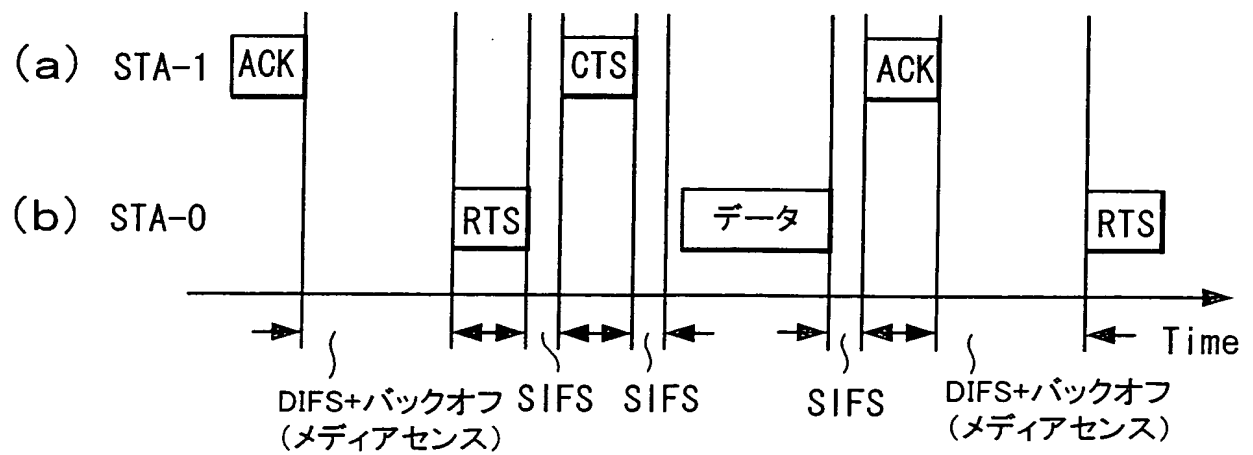 (a) STA-1 ACK CTS ACK
(b) STA-0 RTS データ RTS
Time
DIFS+バックオフ SIFS SIFS SIFS DIFS+バックオフ
(メディアセンス) (メディアセンス)